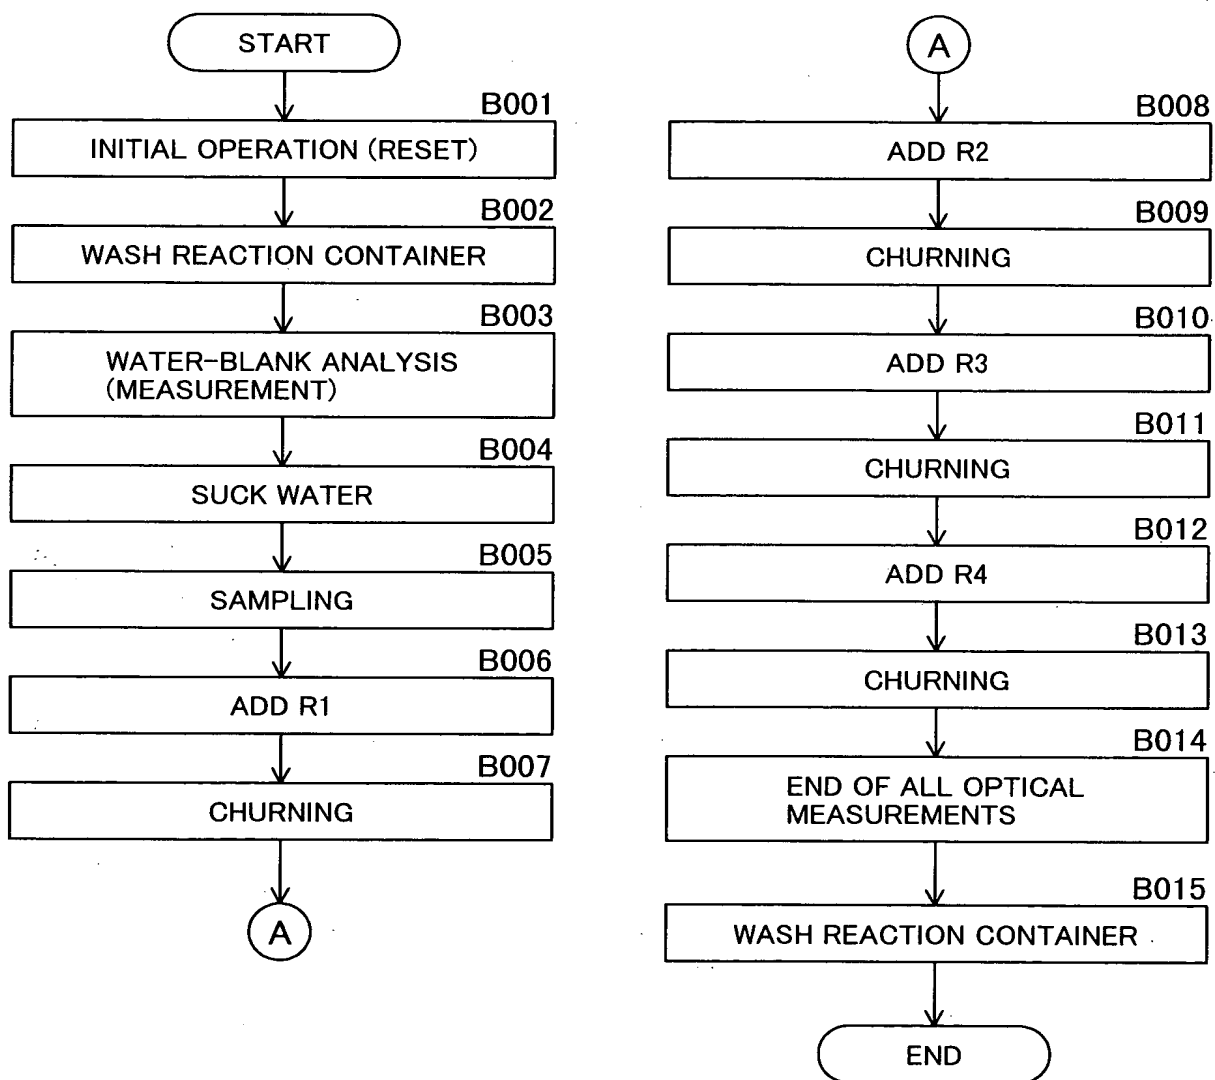 START
B001
INITIAL OPERATION (RESET)
B002
WASH REACTION CONTAINER
B003
WATER-BLANK ANALYSIS
(MEASUREMENT)
B004
SUCK WATER
B005
SAMPLING
B006
ADD R1
B007
CHURNING
A
A
B008
ADD R2
B009
CHURNING
B010
ADD R3
B011
CHURNING
B012
ADD R4
B013
CHURNING
B014
END OF ALL OPTICAL
MEASUREMENTS
B015
WASH REACTION CONTAINER
END